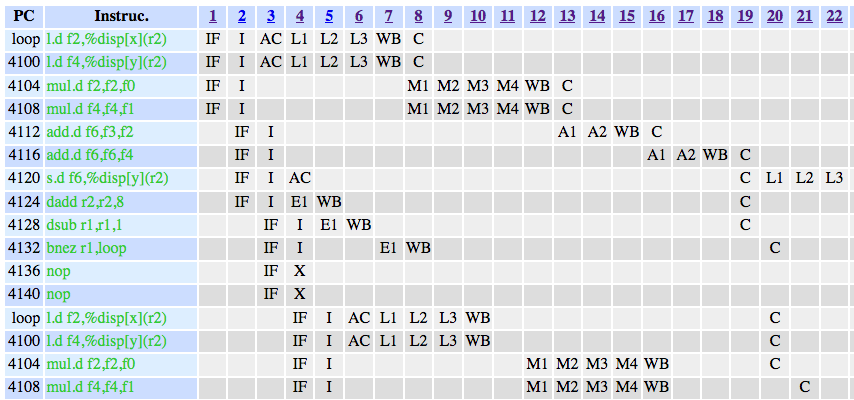 PC Instruc. 1 2 3 4 5 6 7 8 9 10 11 12 13 14 15 16 17 18 19 20 21 22
loop l.d f2,%disp[x](r2) IF I AC L1 L2 L3 WB C
4100 l.d f4,%disp[y](r2) IF I AC L1 L2 L3 WB C
4104 mul.d f2,f2,f0 IF I M1 M2 M3 M4 WB C
4108 mul.d f4,f4,f1 IF I M1 M2 M3 M4 WB C
4112 add.d f6,f3,f2 IF I A1 A2 WB C
4116 add.d f6,f6,f4 IF I A1 A2 WB C
4120 s.d f6,%disp[y](r2) IF I AC C L1 L2 L3
4124 dadd r2,r2,8 IF I E1 WB C
4128 dsub r1,r1,1 IF I E1 WB C
4132 bnez r1,loop IF I E1 WB C
4136 nop IF X
4140 nop IF X
loop l.d f2,%disp[x](r2) IF I AC L1 L2 L3 WB C
4100 l.d f4,%disp[y](r2) IF I AC L1 L2 L3 WB C
4104 mul.d f2,f2,f0 IF I M1 M2 M3 M4 WB C
4108 mul.d f4,f4,f1 IF I M1 M2 M3 M4 WB C